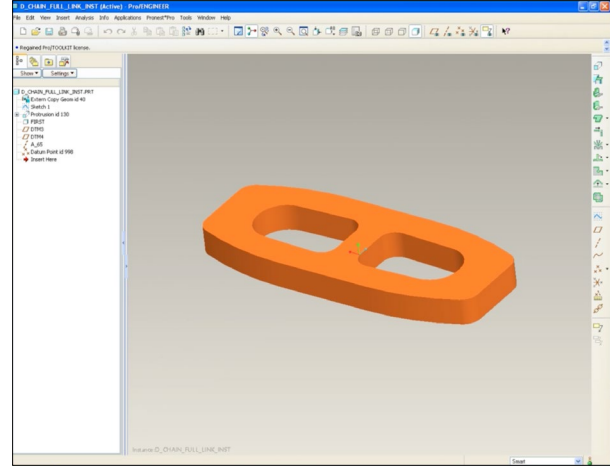 D_CHAIN_FULL_LINK_INST (Active) - Pro/ENGINEER
File Edit View Insert Analysis Info Applications Pronest*Pro Tools Window Help
• Regained Pro/TOOLKIT license.
Show Settings
D_CHAIN_FULL_LINK_INST.PRT
Extern Copy Geom id 40
Sketch 1
Protrusion id 130
FIRST
DTM3
DTM4
A_65
Datum Point id 998
Insert Here
Instance:D_CHAIN_FULL_LINK_INST
Smart